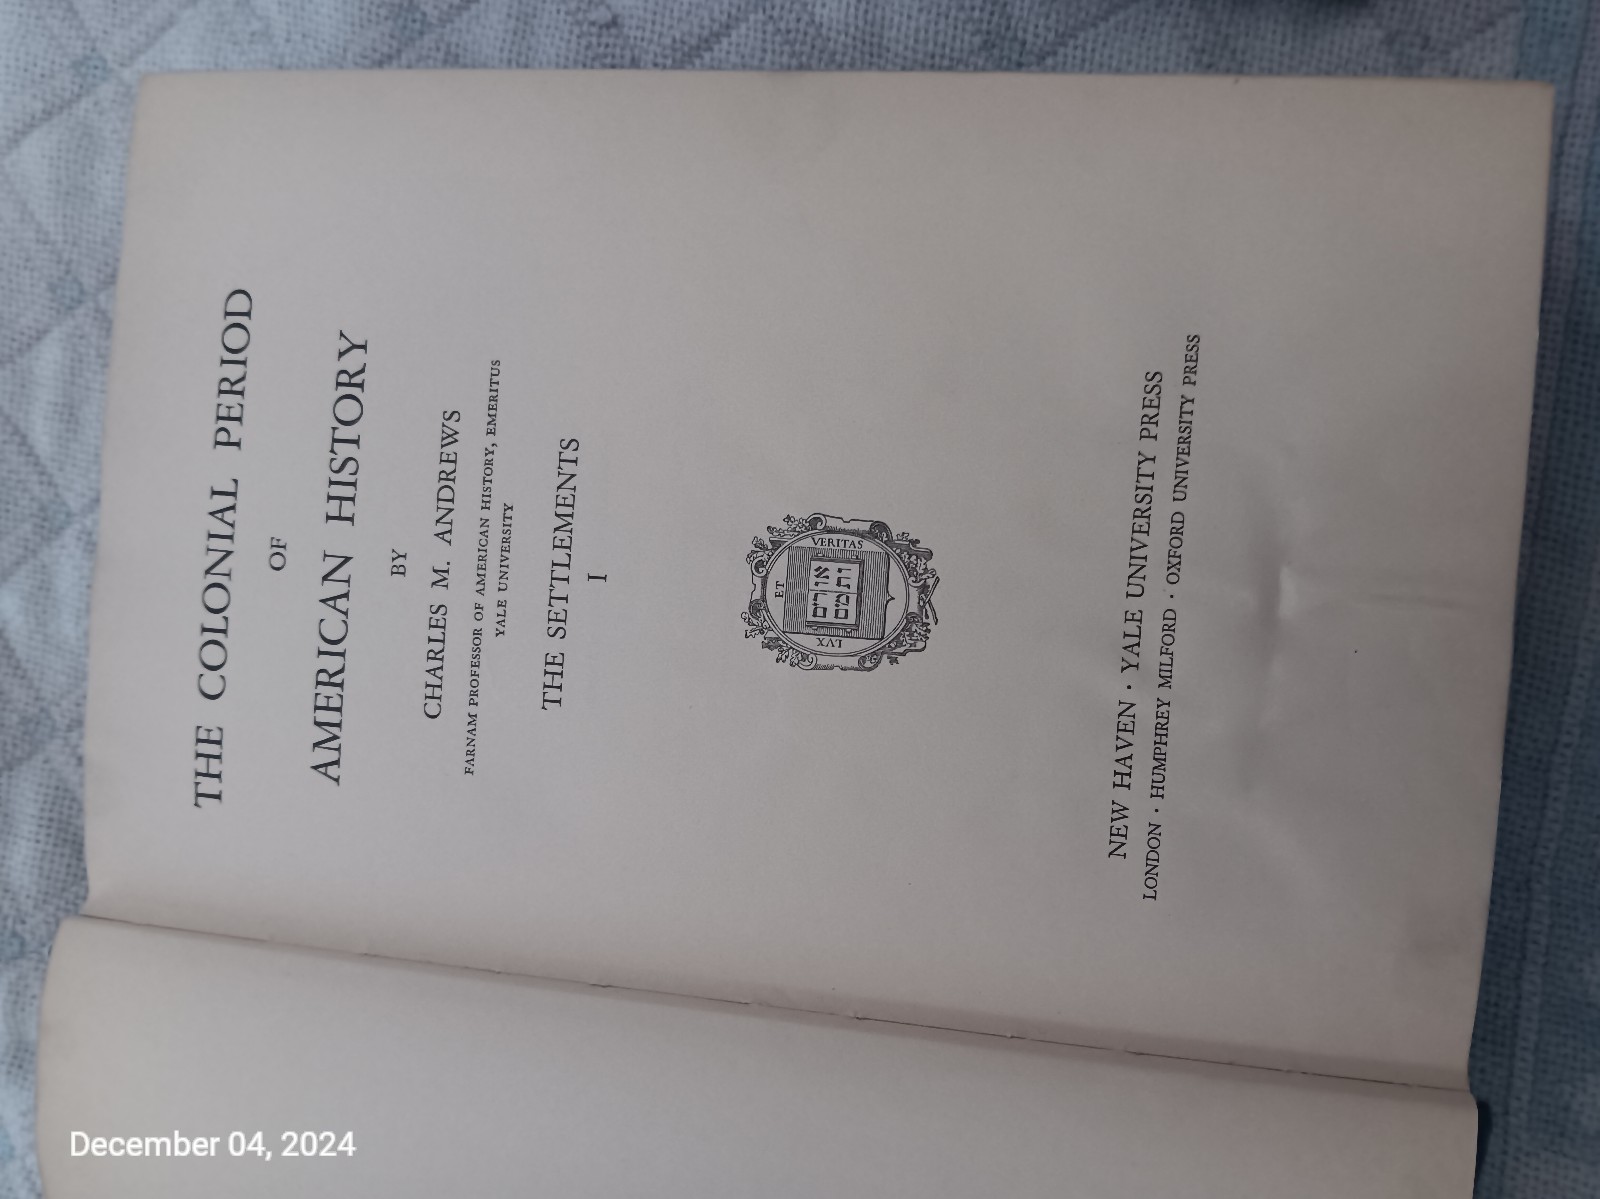 THE COLONIAL PERIOD
OF
AMERICAN HISTORY
BY
CHARLES M. ANDREWS
FARNAM PROFESSOR OF AMERICAN HISTORY, EMERITUS
YALE UNIVERSITY
THE SETTLEMENTS
I
LVX ET VERITAS
אורים
ותמים
NEW HAVEN · YALE UNIVERSITY PRESS
LONDON · HUMPHREY MILFORD · OXFORD UNIVERSITY PRESS
December 04, 2024